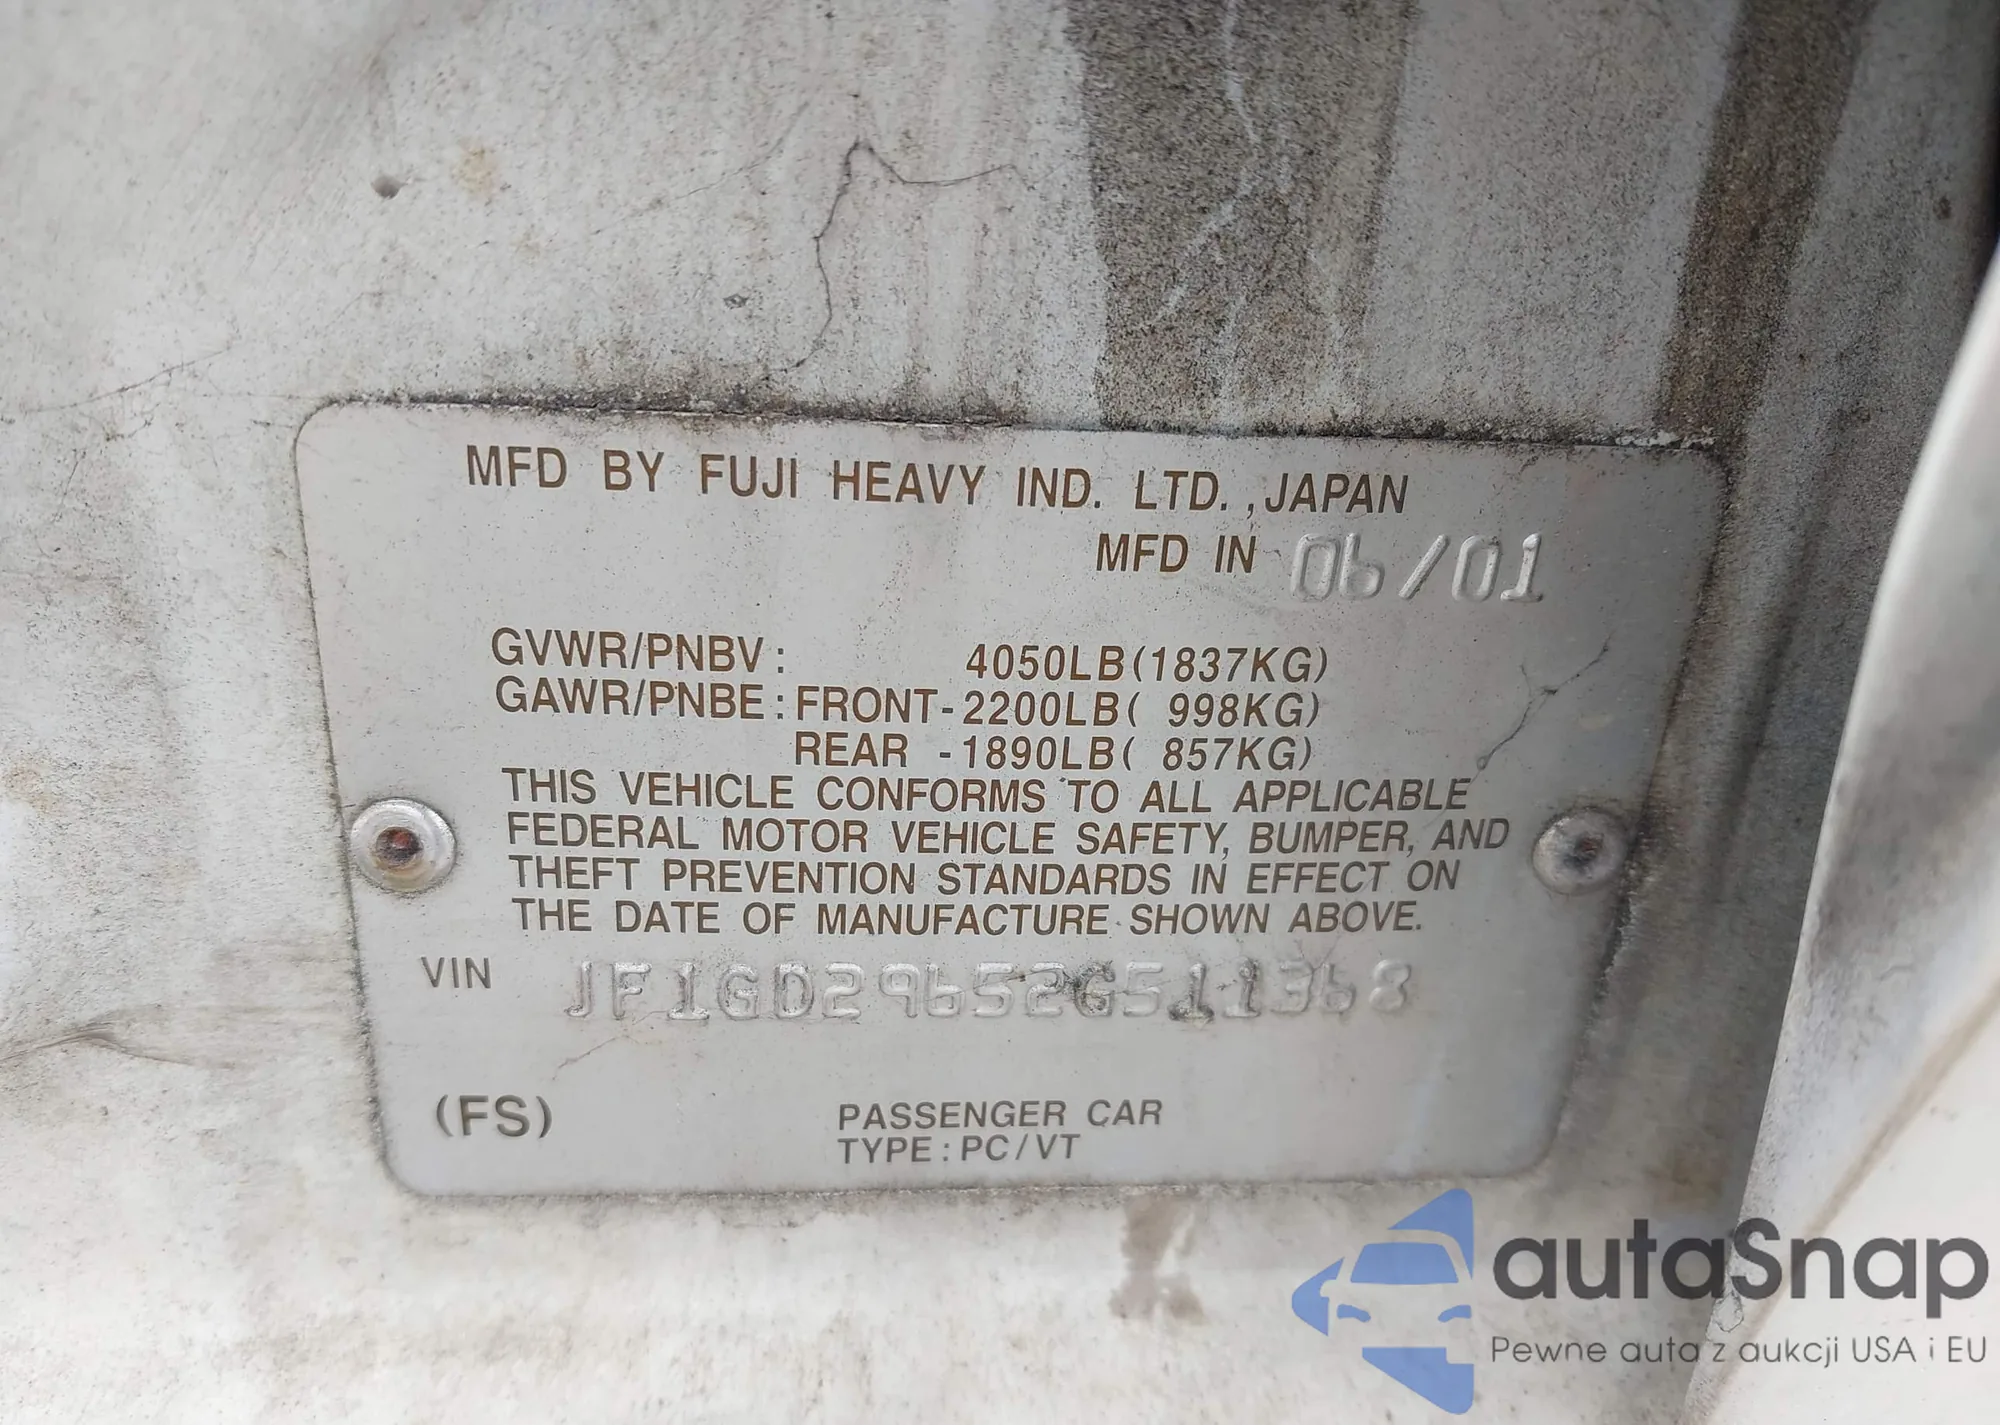 MFD BY FUJI HEAVY IND. LTD. ,JAPAN
MFD IN 06/01
GVWR/PNBV: 4050LB(1837KG)
GAWR/PNBE:FRONT-2200LB( 998KG)
REAR -1890LB( 857KG)
THIS VEHICLE CONFORMS TO ALL APPLICABLE
FEDERAL MOTOR VEHICLE SAFETY, BUMPER, AND
THEFT PREVENTION STANDARDS IN EFFECT ON
THE DATE OF MANUFACTURE SHOWN ABOVE.
VIN JF1GD29652G511368
(FS)
PASSENGER CAR
TYPE:PC/VT
autaSnap
Pewne auta z aukcji USA i EU